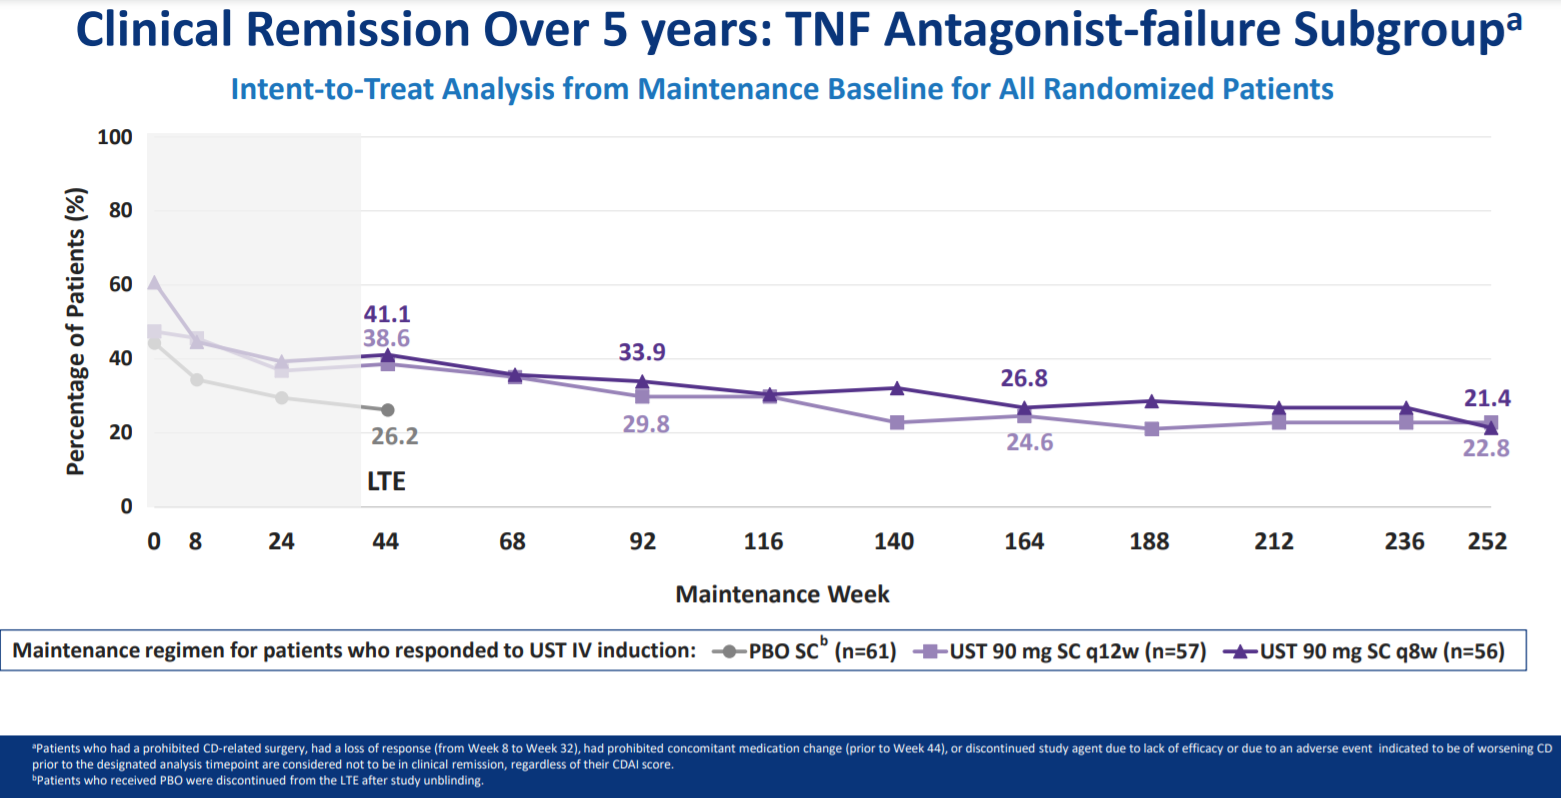 Clinical Remission Over 5 years: TNF Antagonist-failure Subgroupᵃ
Intent-to-Treat Analysis from Maintenance Baseline for All Randomized Patients
Percentage of Patients (%)
100
80
60
40
20
0
41.1
38.6
26.2
LTE
33.9
29.8
26.8
24.6
21.4
22.8
0 8 24 44 68 92 116 140 164 188 212 236 252
Maintenance Week
Maintenance regimen for patients who responded to UST IV induction: PBO SCᵇ (n=61) UST 90 mg SC q12w (n=57) UST 90 mg SC q8w (n=56)
ᵃPatients who had a prohibited CD-related surgery, had a loss of response (from Week 8 to Week 32), had prohibited concomitant medication change (prior to Week 44), or discontinued study agent due to lack of efficacy or due to an adverse event indicated to be of worsening CD
prior to the designated analysis timepoint are considered not to be in clinical remission, regardless of their CDAI score.
ᵇPatients who received PBO were discontinued from the LTE after study unblinding.